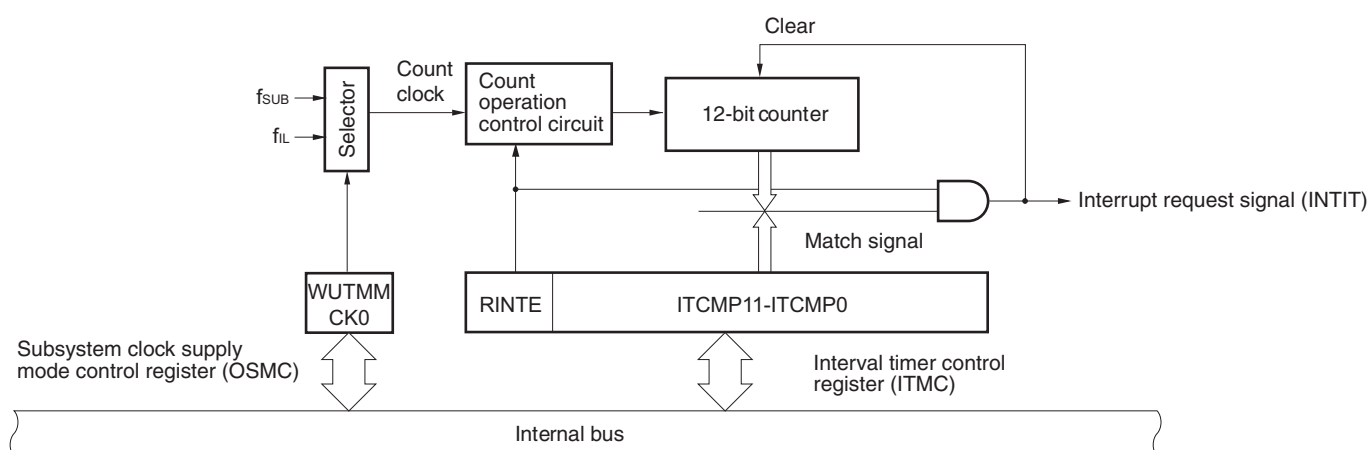 Clear
Count
clock
fSUB
fIL
Selector
Count
operation
control circuit
12-bit counter
Interrupt request signal (INTIT)
Match signal
WUTMM
CK0
RINTE
ITCMP11-ITCMP0
Subsystem clock supply
mode control register (OSMC)
Interval timer control
register (ITMC)
Internal bus